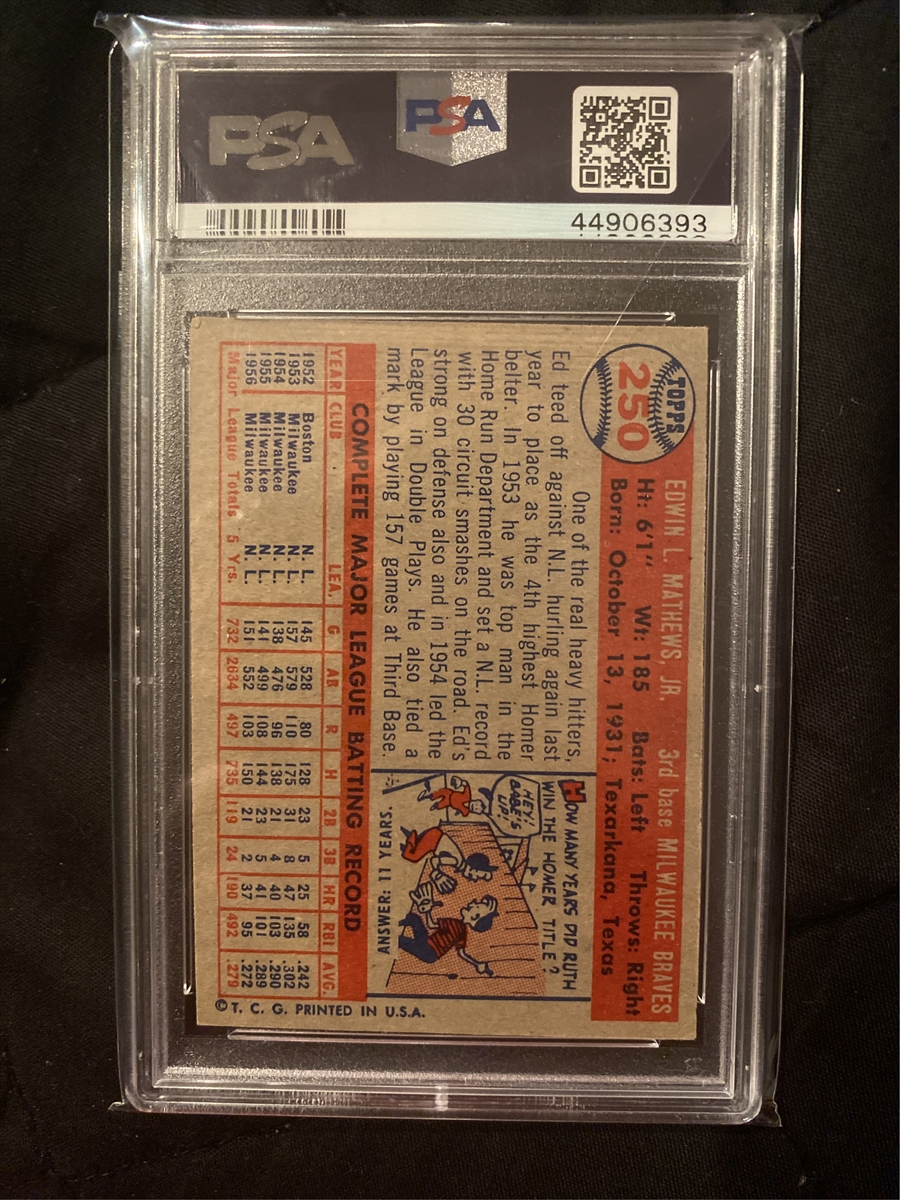 PSA
PSA
44906393
TOPPS
250
EDWIN L. MATHEWS, JR. 3rd base MILWAUKEE BRAVES
Ht: 6'1" Wt: 185 Bats: Left Throws: Right
Born: October 13, 1931; Texarkana, Texas
One of the real heavy hitters,
Ed teed off against N.L. hurling again last
year to place as the 4th highest Homer
belter. In 1953 he was top man in the
Home Run Department and set a N.L. record
with 30 circuit smashes on the road. Ed's
strong on defense also and in 1954 led the
League in Double Plays. He also tied a
mark by playing 157 games at Third Base.
HOW MANY YEARS DID RUTH
WIN THE HOMER TITLE?
HEY!
BABE'S
UP!
ANSWER: 11 YEARS.
COMPLETE MAJOR LEAGUE BATTING RECORD
YEAR CLUB LEA. G AB R H 2B 3B HR RBI AVG.
1952 Boston N. L. 145 528 80 128 23 5 25 58 .242
1953 Milwaukee N. L. 157 579 110 175 31 8 47 135 .302
1954 Milwaukee N. L. 138 476 96 138 21 4 40 103 .290
1955 Milwaukee N. L. 141 499 108 144 23 5 41 101 .289
1956 Milwaukee N. L. 151 552 103 150 21 2 37 95 .272
Major League Totals 5 Yrs. 732 2634 497 735 119 24 190 492 .279
©T. C. G. PRINTED IN U.S.A.